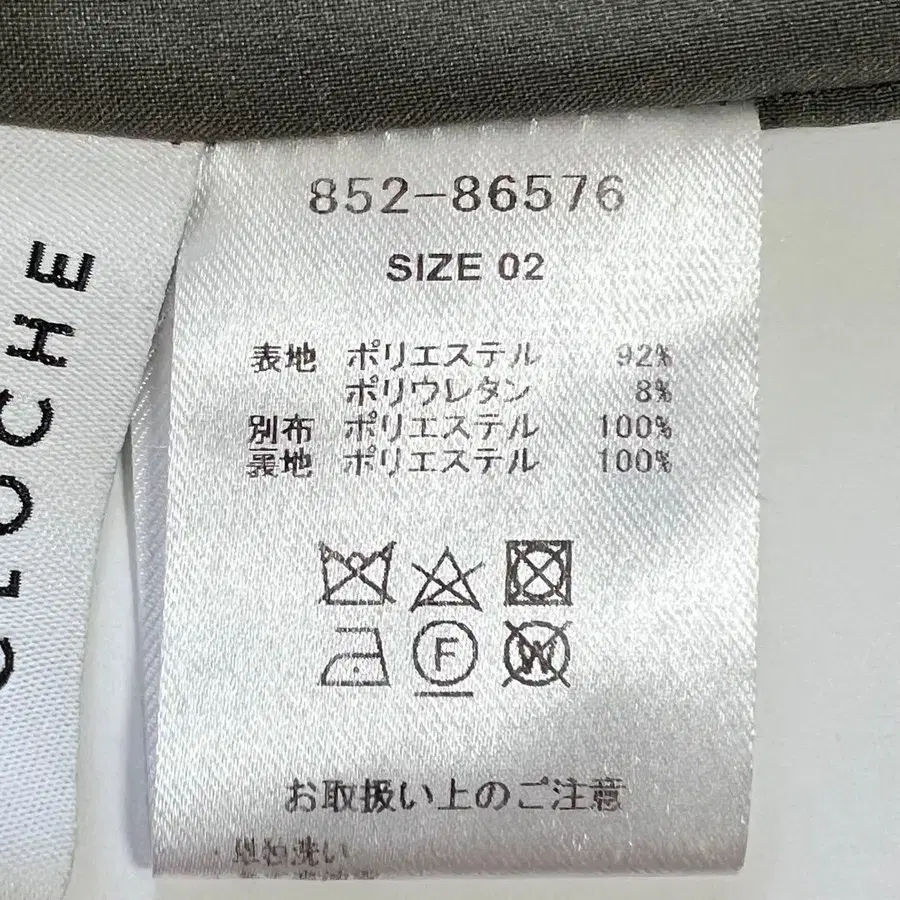 CLOCHE
852-86576
SIZE 02
表地 ポリエステル 92%
ポリウレタン 8%
別布 ポリエステル 100%
裏地 ポリエステル 100%
F
W
お取扱い上のご注意